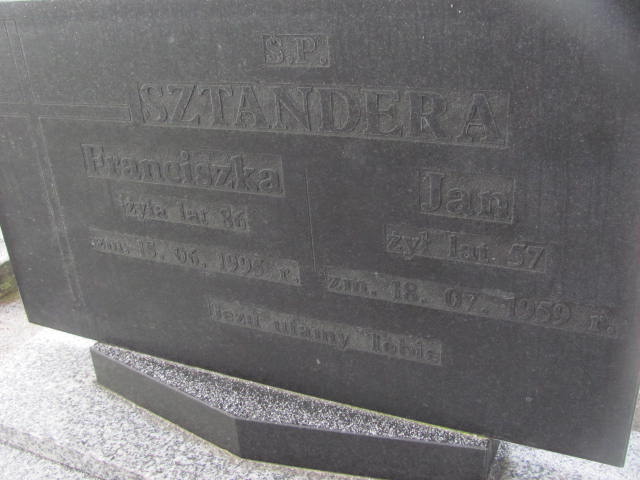 S.P.
SZTANDERA
Franciszka
żyła lat 86
zm. 15. 06. 1995 r.
Jan
żył lat 57
zm. 18. 07. 1959 r.
Jezu ufamy Tobie